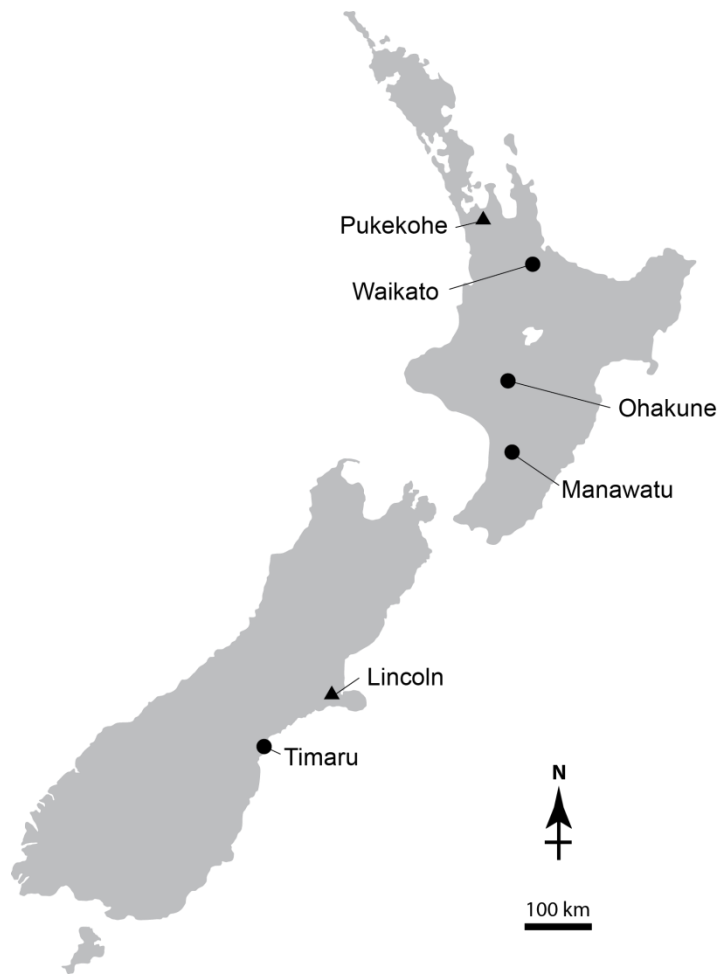 Pukekohe
Waikato
Ohakune
Manawatu
Lincoln
Timaru
N
100 km